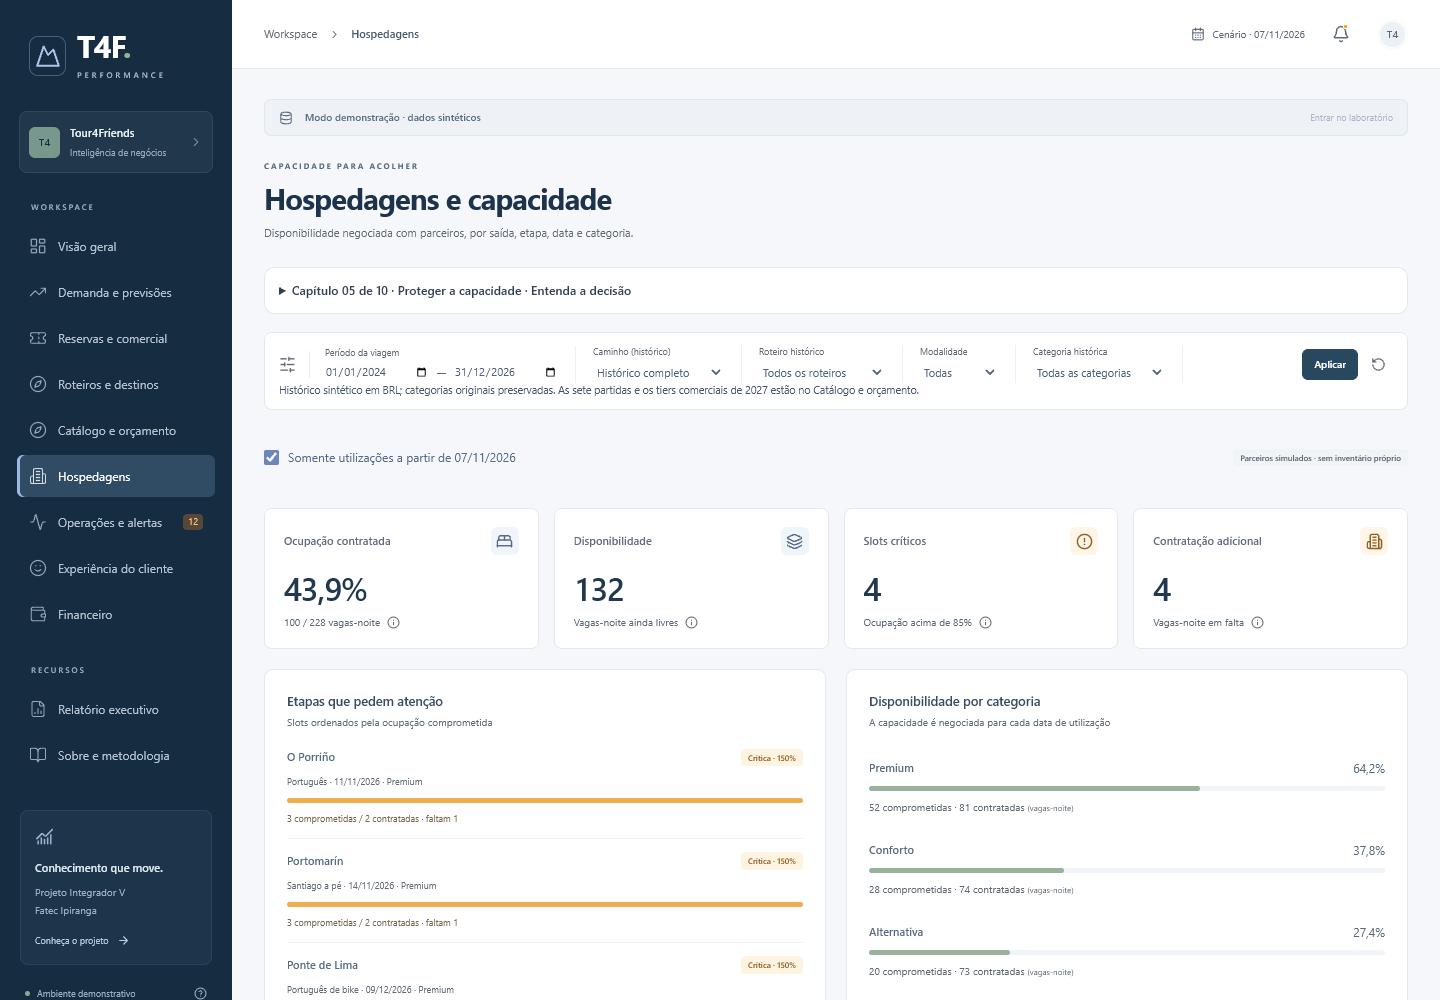 T4F.
PERFORMANCE
T4
Tour4Friends
Inteligência de negócios
WORKSPACE
Visão geral
Demanda e previsões
Reservas e comercial
Roteiros e destinos
Catálogo e orçamento
Hospedagens
Operações e alertas
12
Experiência do cliente
Financeiro
RECURSOS
Relatório executivo
Sobre e metodologia
Conhecimento que move.
Projeto Integrador V
Fatec Ipiranga
Conheça o projeto
Ambiente demonstrativo
Workspace
Hospedagens
Cenário · 07/11/2026
T4
Modo demonstração · dados sintéticos
Entrar no laboratório
CAPACIDADE PARA ACOLHER
Hospedagens e capacidade
Disponibilidade negociada com parceiros, por saída, etapa, data e categoria.
Capítulo 05 de 10 · Proteger a capacidade · Entenda a decisão
Período da viagem
01/01/2024 — 31/12/2026
Caminho (histórico)
Histórico completo
Roteiro histórico
Todos os roteiros
Modalidade
Todas
Categoria histórica
Todas as categorias
Aplicar
Histórico sintético em BRL; categorias originais preservadas. As sete partidas e os tiers comerciais de 2027 estão no Catálogo e orçamento.
Somente utilizações a partir de 07/11/2026
Parceiros simulados · sem inventário próprio
Ocupação contratada
43,9%
100 / 228 vagas-noite
Disponibilidade
132
Vagas-noite ainda livres
Slots críticos
4
Ocupação acima de 85%
Contratação adicional
4
Vagas-noite em falta
Etapas que pedem atenção
Slots ordenados pela ocupação comprometida
O Porriño
Crítica · 150%
Português · 11/11/2026 · Premium
3 comprometidas / 2 contratadas · faltam 1
Portomarín
Crítica · 150%
Santiago a pé · 14/11/2026 · Premium
3 comprometidas / 2 contratadas · faltam 1
Ponte de Lima
Crítica · 150%
Português de bike · 09/12/2026 · Premium
Disponibilidade por categoria
A capacidade é negociada para cada data de utilização
Premium
64,2%
52 comprometidas · 81 contratadas (vagas-noite)
Conforto
37,8%
28 comprometidas · 74 contratadas (vagas-noite)
Alternativa
27,4%
20 comprometidas · 73 contratadas (vagas-noite)